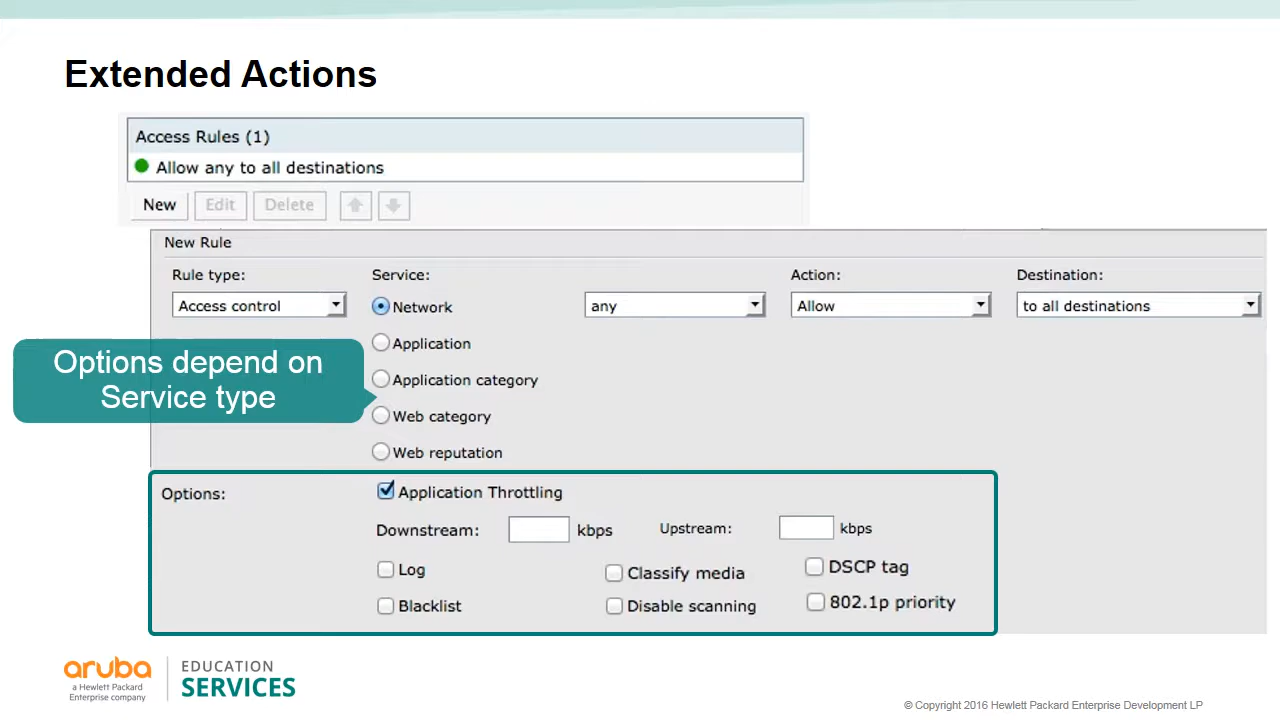 Extended Actions
Access Rules (1)
Allow any to all destinations
New Edit Delete
New Rule
Rule type: Service: Action: Destination:
Access control Network any Allow to all destinations
Application
Options depend on
Service type
Application category
Web category
Web reputation
Options: Application Throttling
Downstream: kbps Upstream: kbps
Log Classify media DSCP tag
Blacklist Disable scanning 802.1p priority
aruba
a Hewlett Packard
Enterprise company
EDUCATION
SERVICES
© Copyright 2016 Hewlett Packard Enterprise Development LP